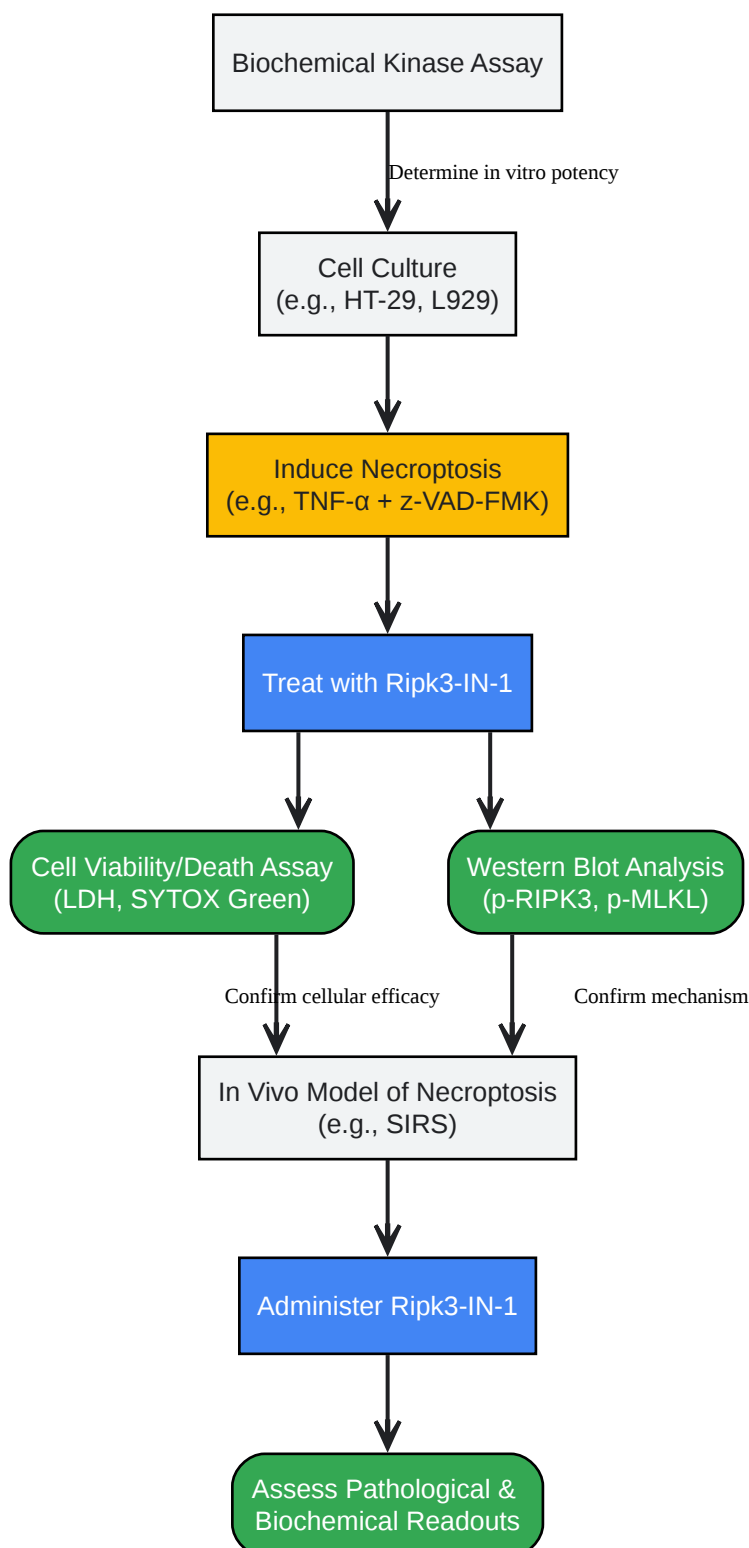 Biochemical Kinase Assay
Determine in vitro potency
Cell Culture
(e.g., HT-29, L929)
Induce Necroptosis
(e.g., TNF-α + z-VAD-FMK)
Treat with Ripk3-IN-1
Cell Viability/Death Assay
(LDH, SYTOX Green)
Western Blot Analysis
(p-RIPK3, p-MLKL)
Confirm cellular efficacy
Confirm mechanism
In Vivo Model of Necroptosis
(e.g., SIRS)
Administer Ripk3-IN-1
Assess Pathological &
Biochemical Readouts